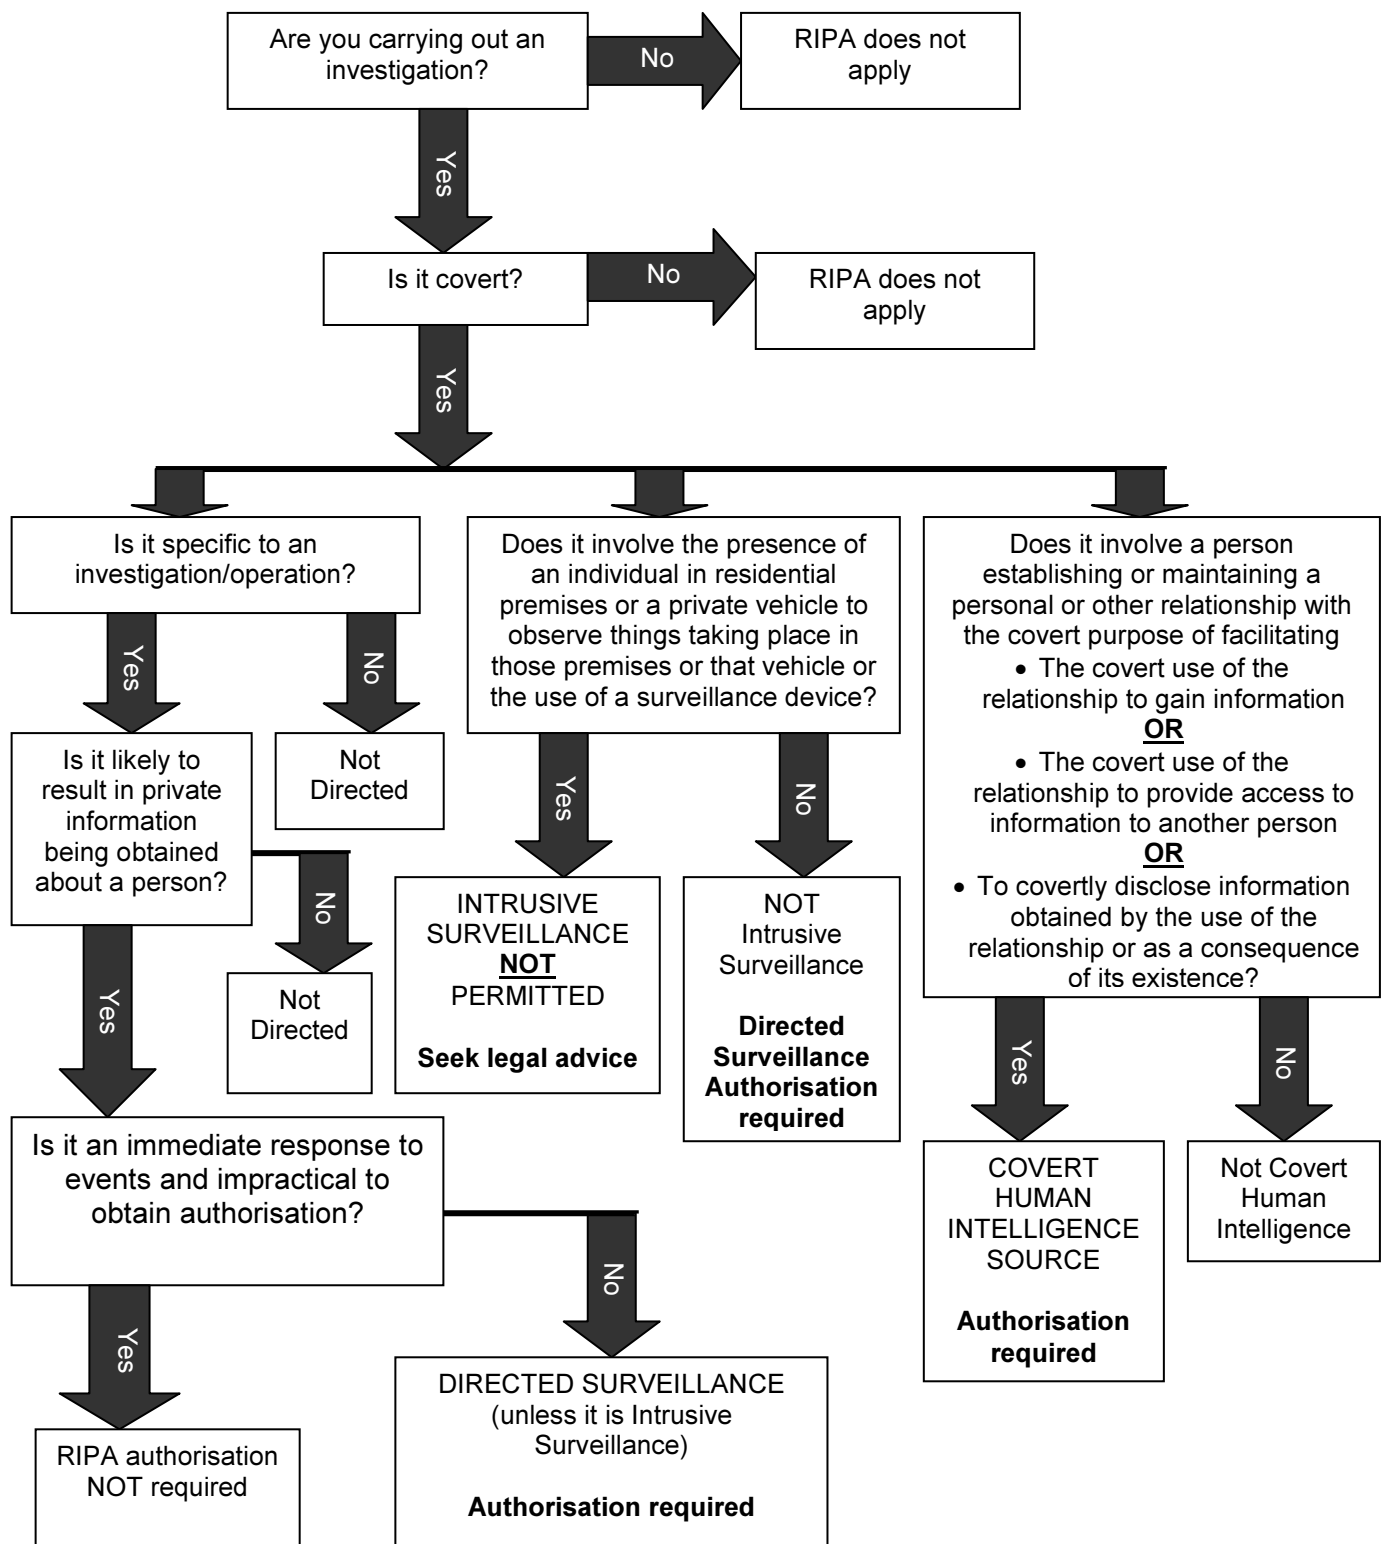 Are you carrying out an
investigation?
No
RIPA does not
apply
Yes
Is it covert?
No
RIPA does not
apply
Yes
Is it specific to an
investigation/operation?
Yes
No
Not
Directed
Is it likely to
result in private
information
being obtained
about a person?
No
Not
Directed
Yes
Is it an immediate response to
events and impractical to
obtain authorisation?
Yes
RIPA authorisation
NOT required
No
DIRECTED SURVEILLANCE
(unless it is Intrusive
Surveillance)
Authorisation required
Does it involve the presence of
an individual in residential
premises or a private vehicle to
observe things taking place in
those premises or that vehicle or
the use of a surveillance device?
Yes
INTRUSIVE
SURVEILLANCE
NOT
PERMITTED
Seek legal advice
No
NOT
Intrusive
Surveillance
Directed
Surveillance
Authorisation
required
Does it involve a person
establishing or maintaining a
personal or other relationship with
the covert purpose of facilitating
• The covert use of the
relationship to gain information
OR
• The covert use of the
relationship to provide access to
information to another person
OR
• To covertly disclose information
obtained by the use of the
relationship or as a consequence
of its existence?
Yes
COVERT
HUMAN
INTELLIGENCE
SOURCE
Authorisation
required
No
Not Covert
Human
Intelligence